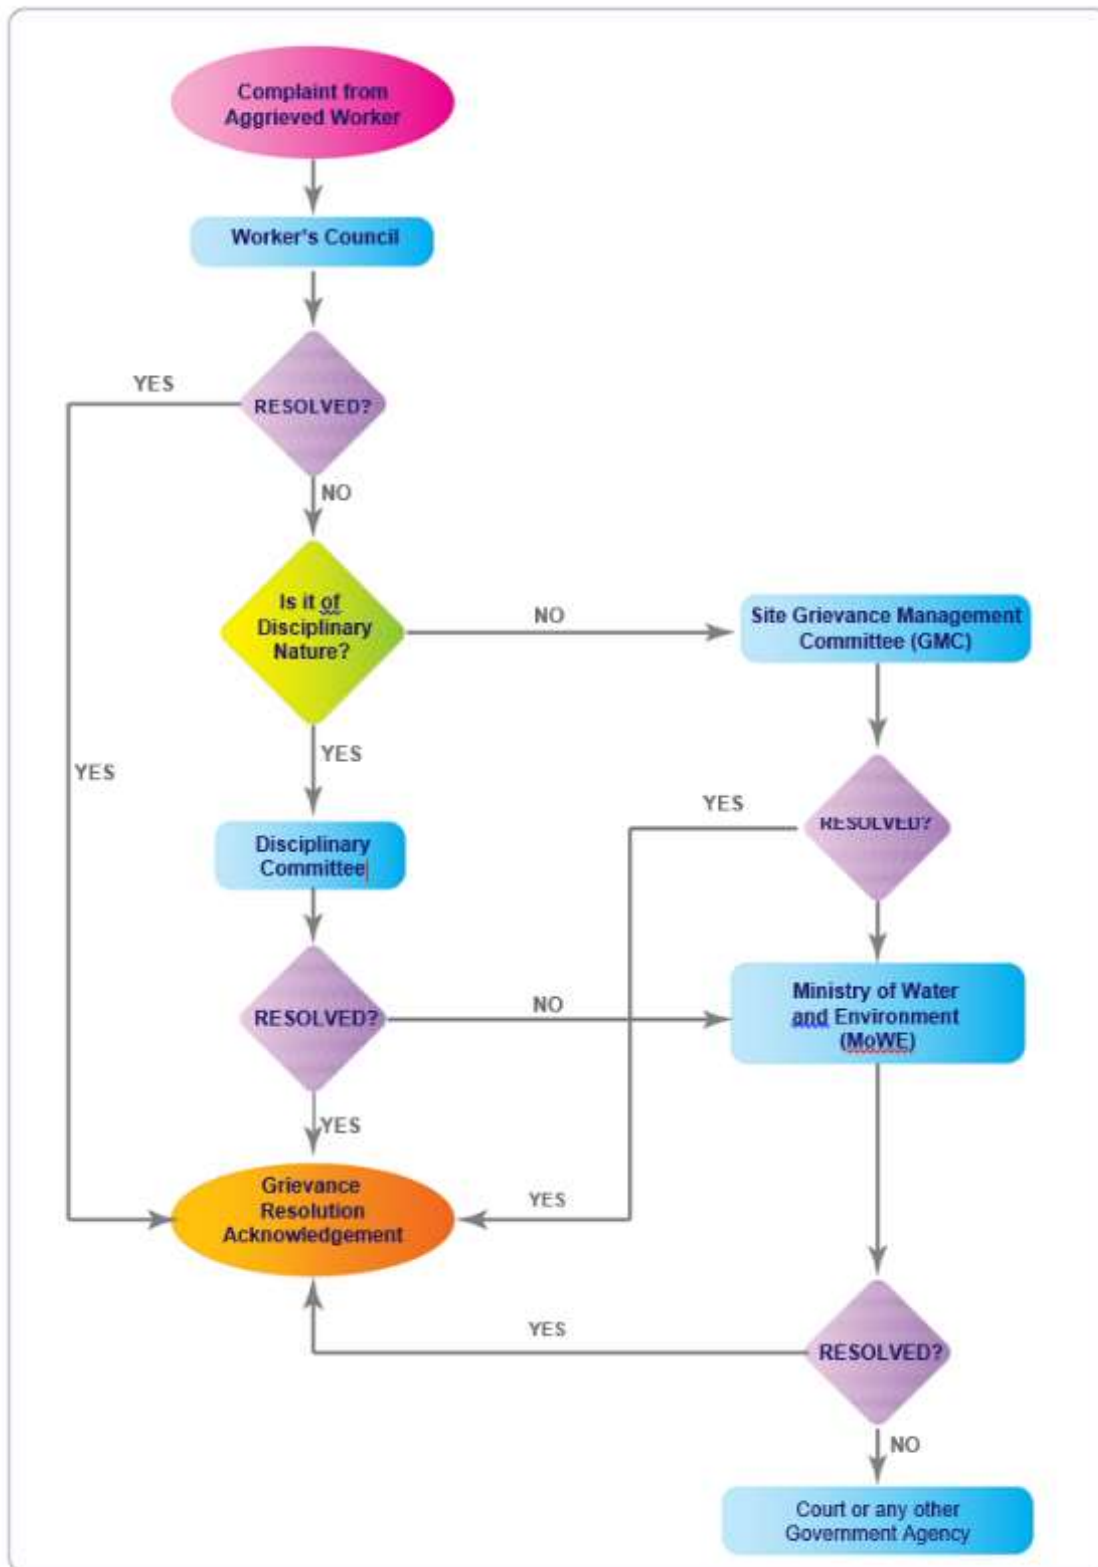 Complaint from
Aggrieved Worker
Worker's Council
YES
RESOLVED?
NO
Is it of
Disciplinary
Nature?
NO
Site Grievance Management
Committee (GMC)
YES
YES
YES
RESOLVED?
Disciplinary
Committee
RESOLVED?
NO
Ministry of Water
and Environment
(MoWE)
YES
Grievance
Resolution
Acknowledgement
YES
YES
RESOLVED?
NO
Court or any other
Government Agency